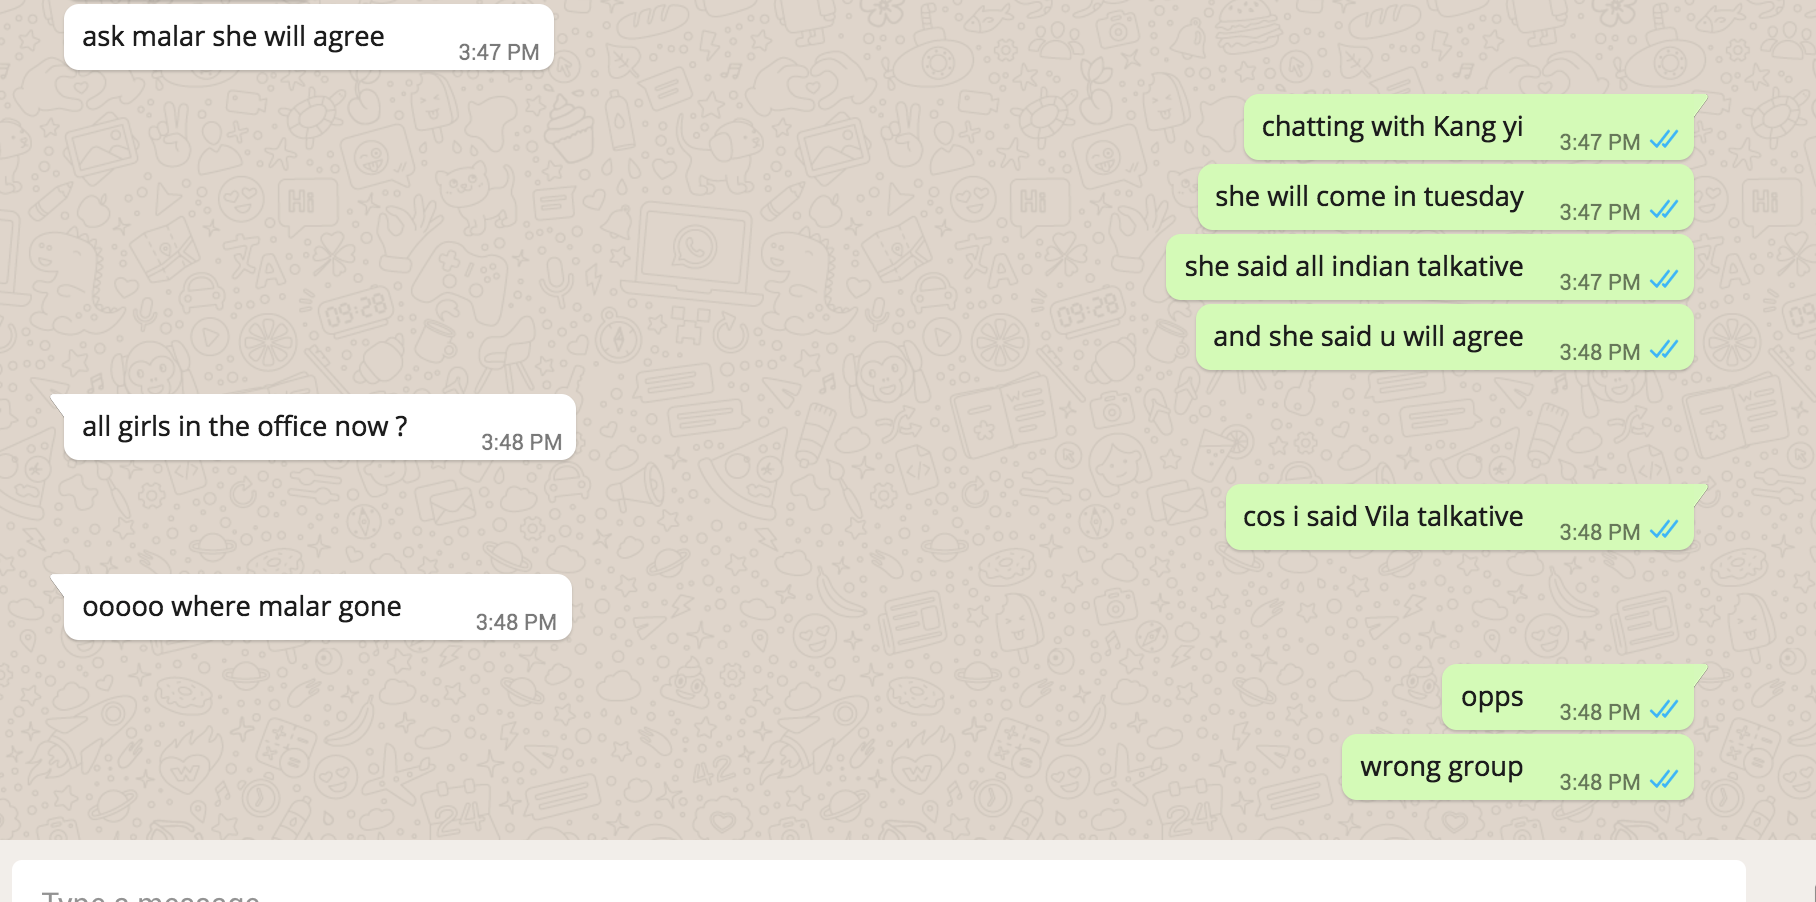 ask malar she will agree
3:47 PM
chatting with Kang yi
3:47 PM
she will come in tuesday
3:47 PM
she said all indian talkative
3:47 PM
and she said u will agree
3:48 PM
all girls in the office now ?
3:48 PM
cos i said Vila talkative
3:48 PM
ooooo where malar gone
3:48 PM
opps
3:48 PM
wrong group
3:48 PM
Type a message